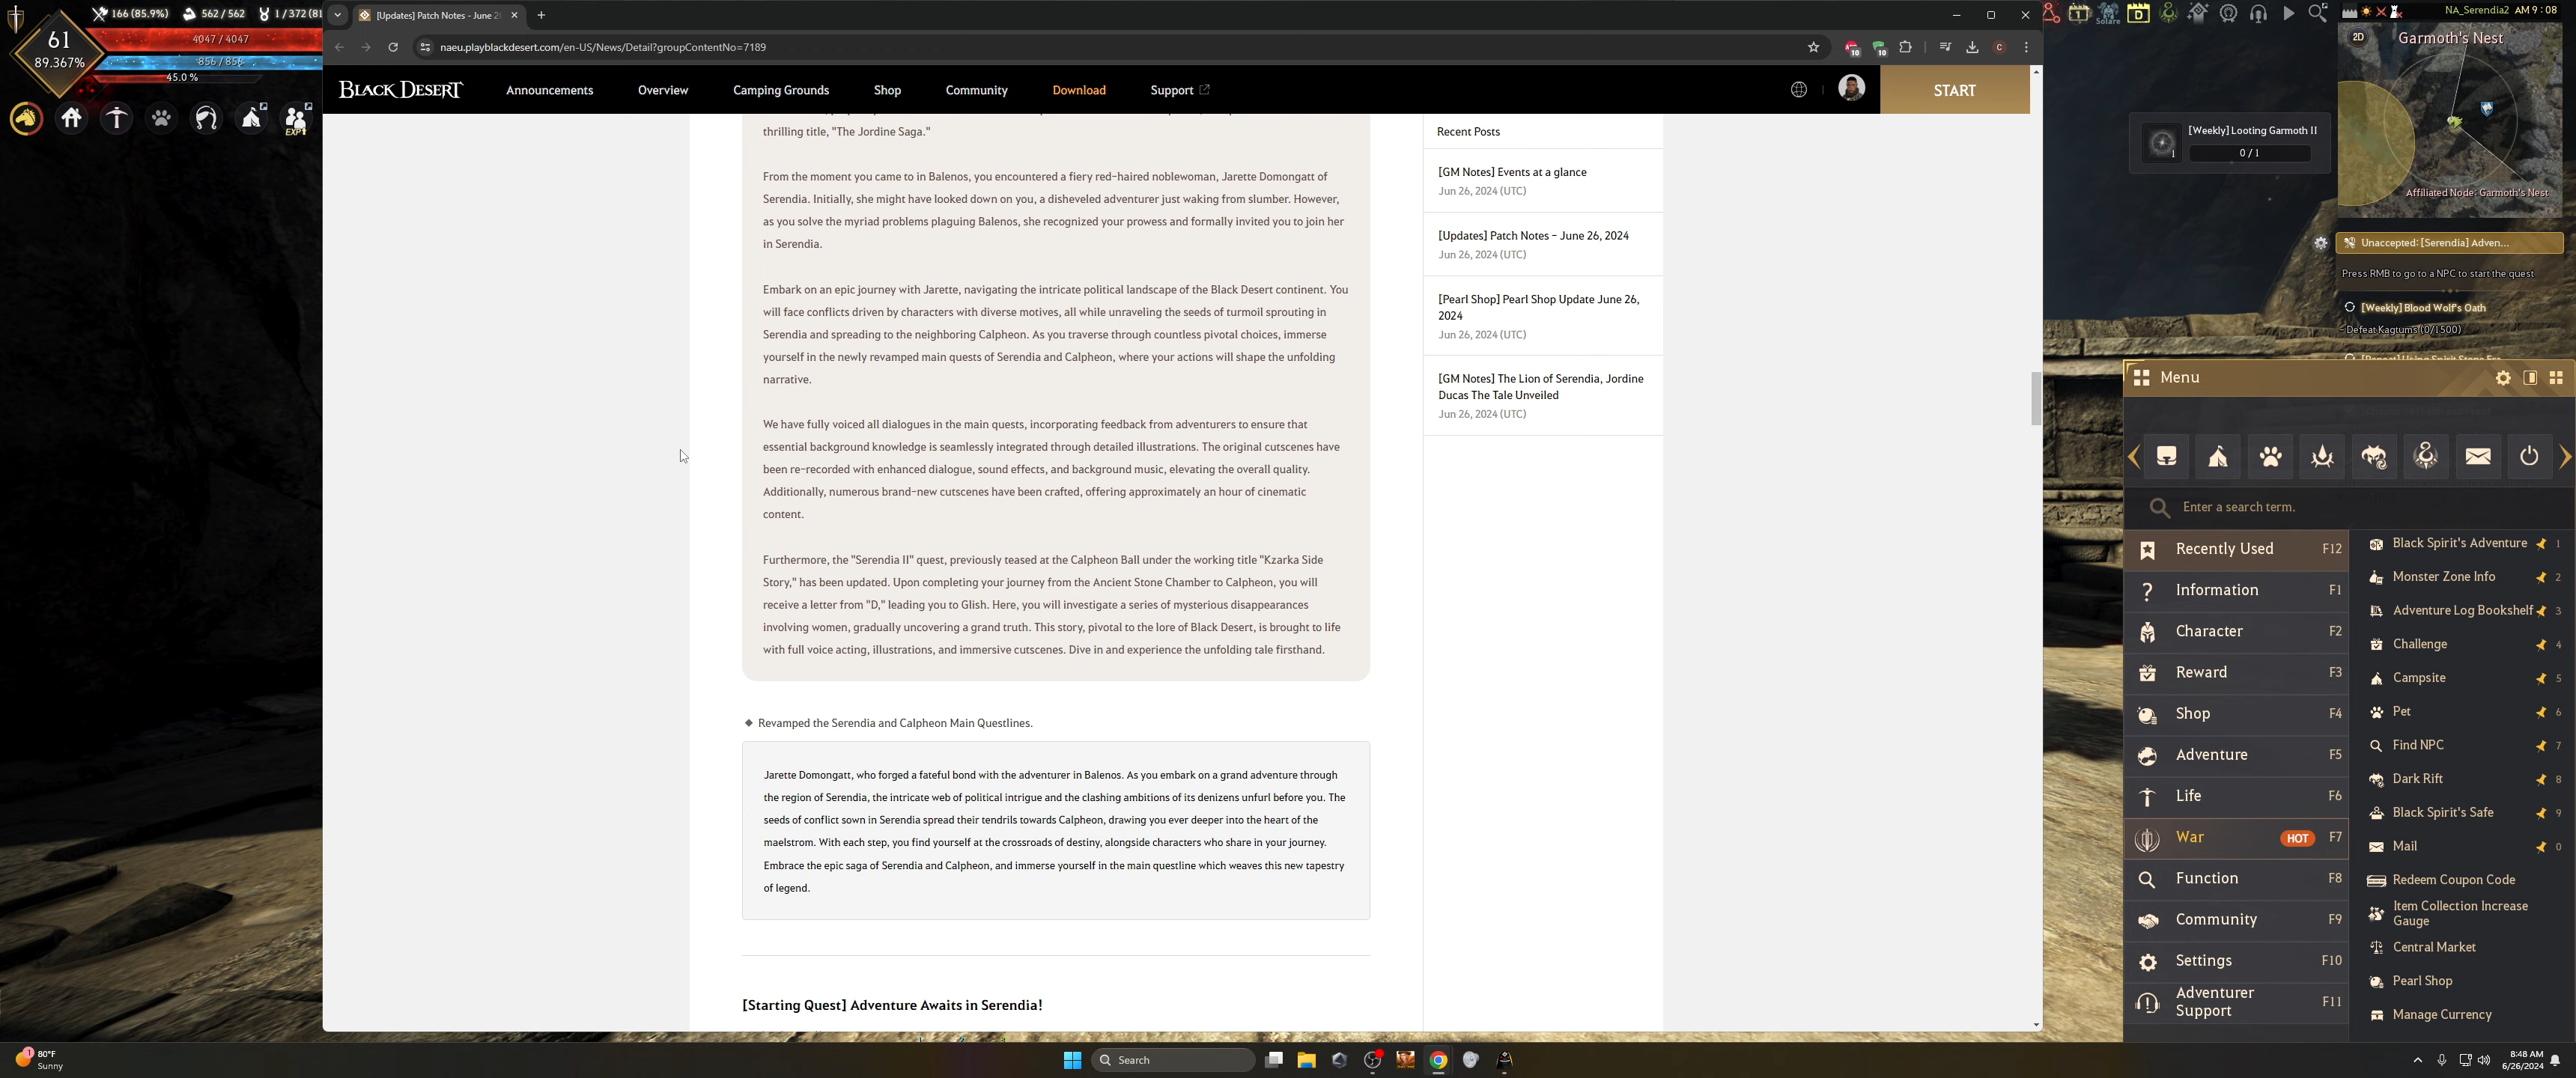 166 (85.9%)
562 / 562
1 / 372 (81
61
89.367%
4047 / 4047
856 / 856
45.0 %
EXP
[Updates] Patch Notes - June 2
naeu.playblackdesert.com/en-US/News/Detail?groupContentNo=7189
10
10
C
BLACK DESERT
Announcements
Overview
Camping Grounds
Shop
Community
Download
Support
START
thrilling title, "The Jordine Saga."
From the moment you came to in Balenos, you encountered a fiery red-haired noblewoman, Jarette Domongatt of
Serendia. Initially, she might have looked down on you, a disheveled adventurer just waking from slumber. However,
as you solve the myriad problems plaguing Balenos, she recognized your prowess and formally invited you to join her
in Serendia.
Embark on an epic journey with Jarette, navigating the intricate political landscape of the Black Desert continent. You
will face conflicts driven by characters with diverse motives, all while unraveling the seeds of turmoil sprouting in
Serendia and spreading to the neighboring Calpheon. As you traverse through countless pivotal choices, immerse
yourself in the newly revamped main quests of Serendia and Calpheon, where your actions will shape the unfolding
narrative.
We have fully voiced all dialogues in the main quests, incorporating feedback from adventurers to ensure that
essential background knowledge is seamlessly integrated through detailed illustrations. The original cutscenes have
been re-recorded with enhanced dialogue, sound effects, and background music, elevating the overall quality.
Additionally, numerous brand-new cutscenes have been crafted, offering approximately an hour of cinematic
content.
Furthermore, the "Serendia II" quest, previously teased at the Calpheon Ball under the working title "Kzarka Side
Story," has been updated. Upon completing your journey from the Ancient Stone Chamber to Calpheon, you will
receive a letter from "D," leading you to Glish. Here, you will investigate a series of mysterious disappearances
involving women, gradually uncovering a grand truth. This story, pivotal to the lore of Black Desert, is brought to life
with full voice acting, illustrations, and immersive cutscenes. Dive in and experience the unfolding tale firsthand.
◆ Revamped the Serendia and Calpheon Main Questlines.
Jarette Domongatt, who forged a fateful bond with the adventurer in Balenos. As you embark on a grand adventure through
the region of Serendia, the intricate web of political intrigue and the clashing ambitions of its denizens unfurl before you. The
seeds of conflict sown in Serendia spread their tendrils towards Calpheon, drawing you ever deeper into the heart of the
maelstrom. With each step, you find yourself at the crossroads of destiny, alongside characters who share in your journey.
Embrace the epic saga of Serendia and Calpheon, and immerse yourself in the main questline which weaves this new tapestry
of legend.
[Starting Quest] Adventure Awaits in Serendia!
Recent Posts
[GM Notes] Events at a glance
Jun 26, 2024 (UTC)
[Updates] Patch Notes - June 26, 2024
Jun 26, 2024 (UTC)
[Pearl Shop] Pearl Shop Update June 26,
2024
Jun 26, 2024 (UTC)
[GM Notes] The Lion of Serendia, Jordine
Ducas The Tale Unveiled
Jun 26, 2024 (UTC)
1
Solare
D
NA_Serendia2 AM 9 : 08
2D
Garmoth's Nest
[Weekly] Looting Garmoth II
1
0 / 1
Affiliated Node: Garmoth's Nest
Unaccepted: [Serendia] Adven...
Press RMB to go to a NPC to start the quest
[Weekly] Blood Wolf's Oath
-Defeat Kagtums (0/1500)
Menu
Enter a search term.
Recently Used F12
Information F1
Character F2
Reward F3
Shop F4
Adventure F5
Life F6
War HOT F7
Function F8
Community F9
Settings F10
Adventurer
Support F11
Black Spirit's Adventure 1
Monster Zone Info 2
Adventure Log Bookshelf 3
Challenge 4
Campsite 5
Pet 6
Find NPC 7
Dark Rift 8
Black Spirit's Safe 9
Mail 0
Redeem Coupon Code
Item Collection Increase
Gauge
Central Market
Pearl Shop
Manage Currency
1
80°F
Sunny
Search
8:48 AM
6/26/2024